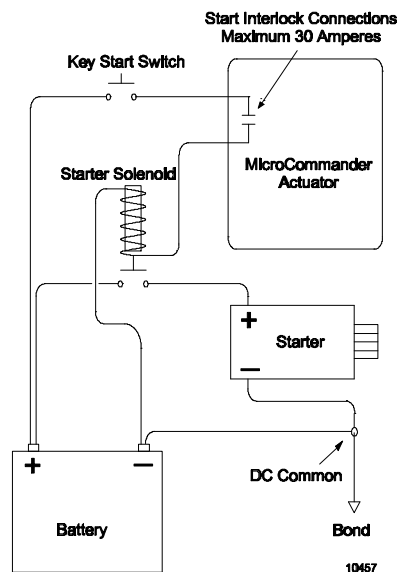 Start Interlock Connections
Maximum 30 Amperes
Key Start Switch
MicroCommander
Actuator
Starter Solenoid
+
Starter
—
DC Common
+ —
Battery
Bond
10457